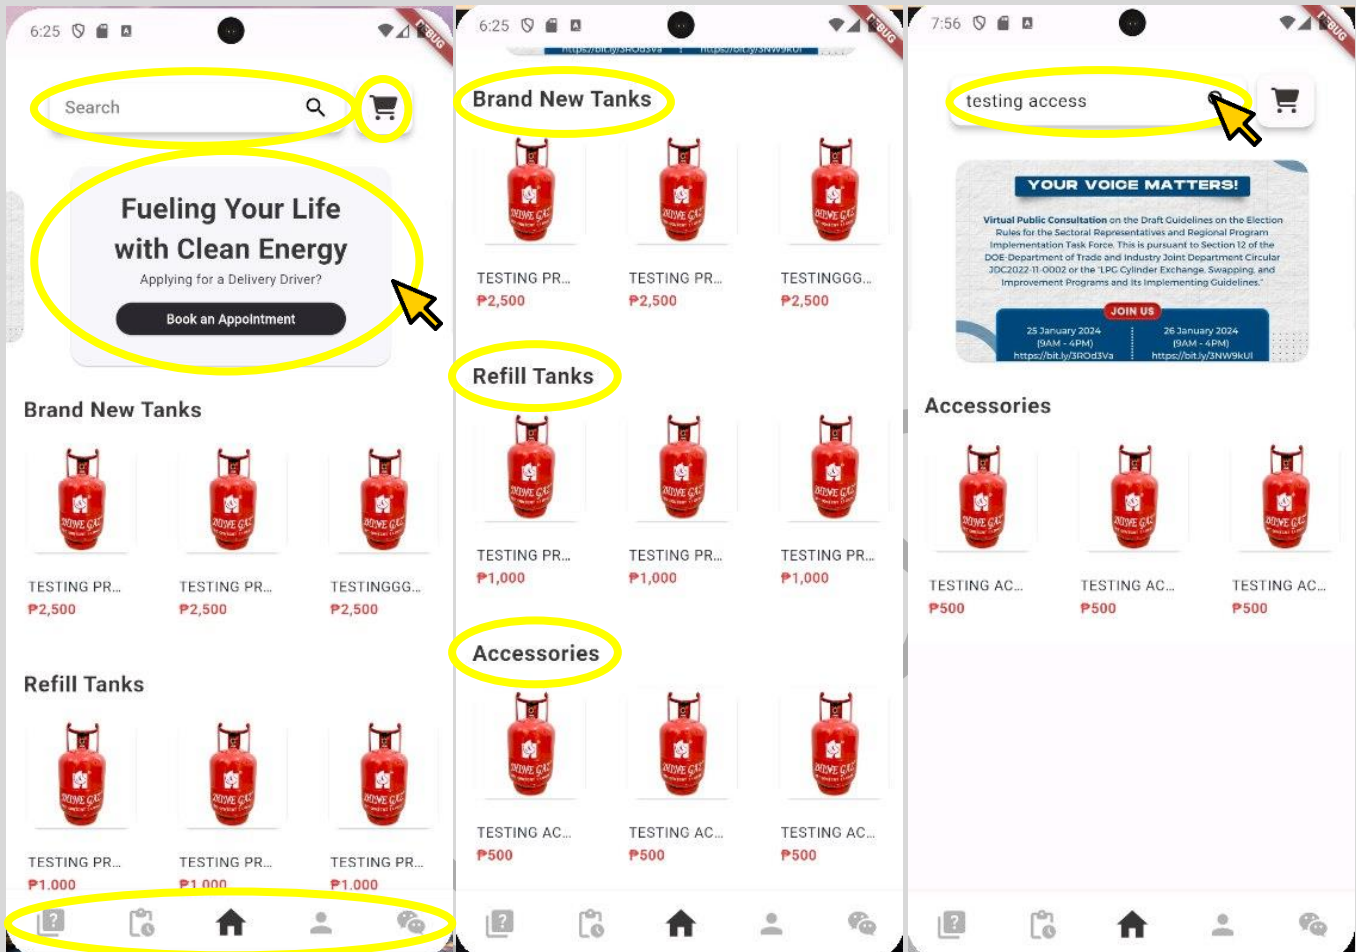 6:25
DEBUG
Search
Fueling Your Life
with Clean Energy
Applying for a Delivery Driver?
Book an Appointment
Brand New Tanks
TESTING PR...
₱2,500
TESTING PR...
₱2,500
TESTINGGG...
₱2,500
Refill Tanks
TESTING PR...
₱1,000
TESTING PR...
₱1,000
TESTING PR...
₱1,000
6:25
DEBUG
https://bit.ly/3ROd3Va
https://bit.ly/3NW9kUI
Brand New Tanks
TESTING PR...
₱2,500
TESTING PR...
₱2,500
TESTINGGG...
₱2,500
Refill Tanks
TESTING PR...
₱1,000
TESTING PR...
₱1,000
TESTING PR...
₱1,000
Accessories
TESTING AC...
₱500
TESTING AC...
₱500
TESTING AC...
₱500
7:56
DEBUG
testing access
YOUR VOICE MATTERS!
Virtual Public Consultation on the Draft Guidelines on the Election
Rules for the Sectoral Representatives and Regional Program
Implementation Task Force. This is pursuant to Section 12 of the
DOE-Department of Trade and Industry Joint Department Circular
JDC2022-11-0002 or the "LPG Cylinder Exchange, Swapping, and
Improvement Programs and Its Implementing Guidelines."
JOIN US
25 January 2024
(9AM - 4PM)
https://bit.ly/3ROd3Va
26 January 2024
(9AM - 4PM)
https://bit.ly/3NW9kUI
Accessories
TESTING AC...
₱500
TESTING AC...
₱500
TESTING AC...
₱500